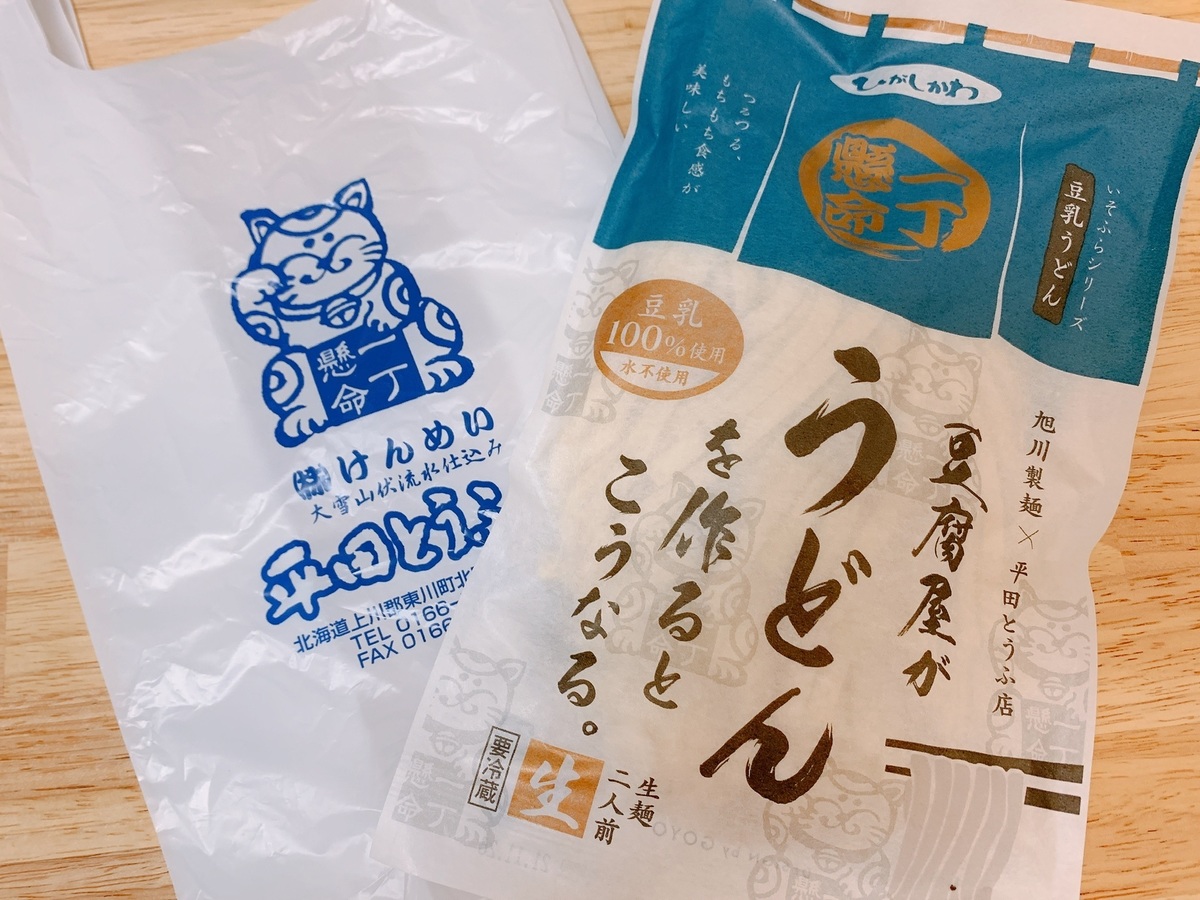 一丁
懸命
㊎けんめい
大雪山伏流水仕込み
平田とうふ
北海道上川郡東川町北
TEL 0166-
FAX 0166
ひがしかわ
一丁
懸命
いそふらシリーズ
豆乳うどん
つるつる、
もちもち食感が
美味しい
豆乳
100%使用
水不使用
旭川製麺×平田とうふ店
豆腐屋が
うどん
を作ると
こうなる。
生麺
二人前
生
要冷蔵
by GOYO